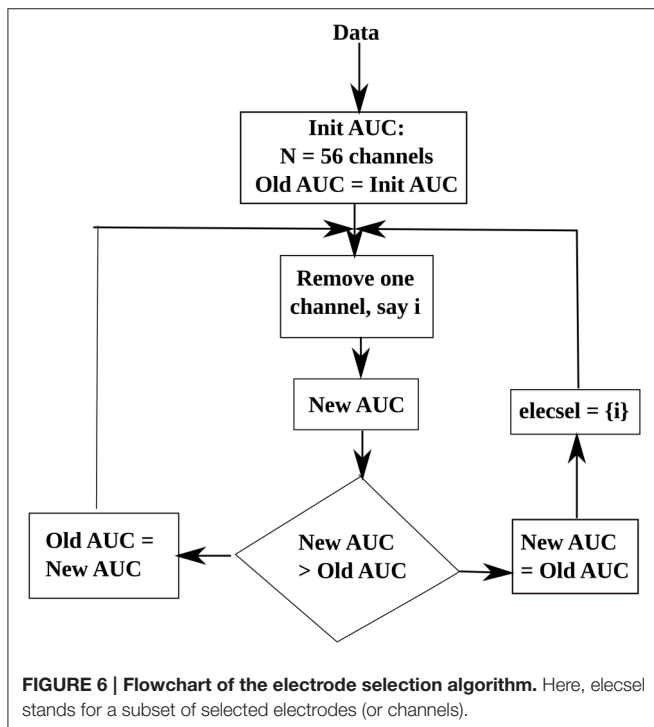 Data
Init AUC:
N = 56 channels
Old AUC = Init AUC
Remove one
channel, say i
New AUC
elecsel = {i}
Old AUC =
New AUC
New AUC
> Old AUC
New AUC
= Old AUC
FIGURE 6 | Flowchart of the electrode selection algorithm. Here, elecsel
stands for a subset of selected electrodes (or channels).